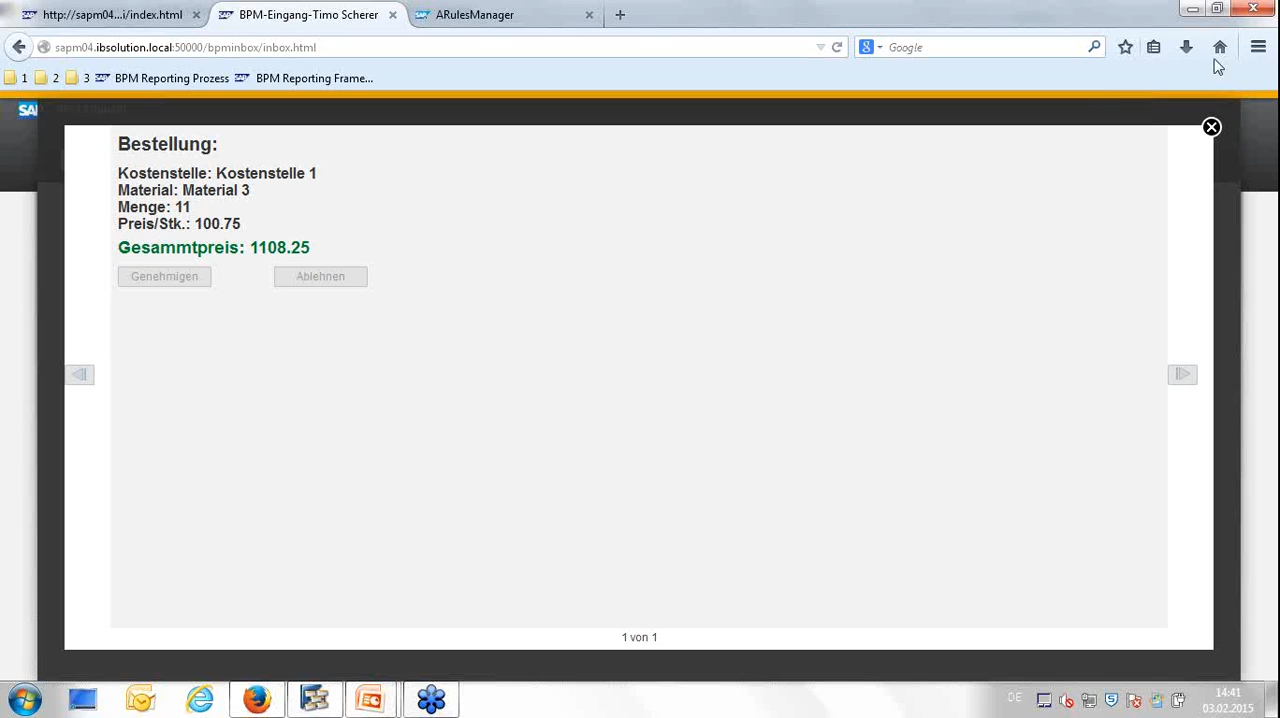 http://sapm04...i/index.html
BPM-Eingang-Timo Scherer
ARulesManager
sapm04.ibsolution.local:50000/bpminbox/inbox.html
Google
1
2
3
BPM Reporting Prozess
BPM Reporting Frame...
SAP
Bestellung:
Kostenstelle: Kostenstelle 1
Material: Material 3
Menge: 11
Preis/Stk.: 100.75
Gesammtpreis: 1108.25
Genehmigen
Ablehnen
1 von 1
DE
14:41
03.02.2015